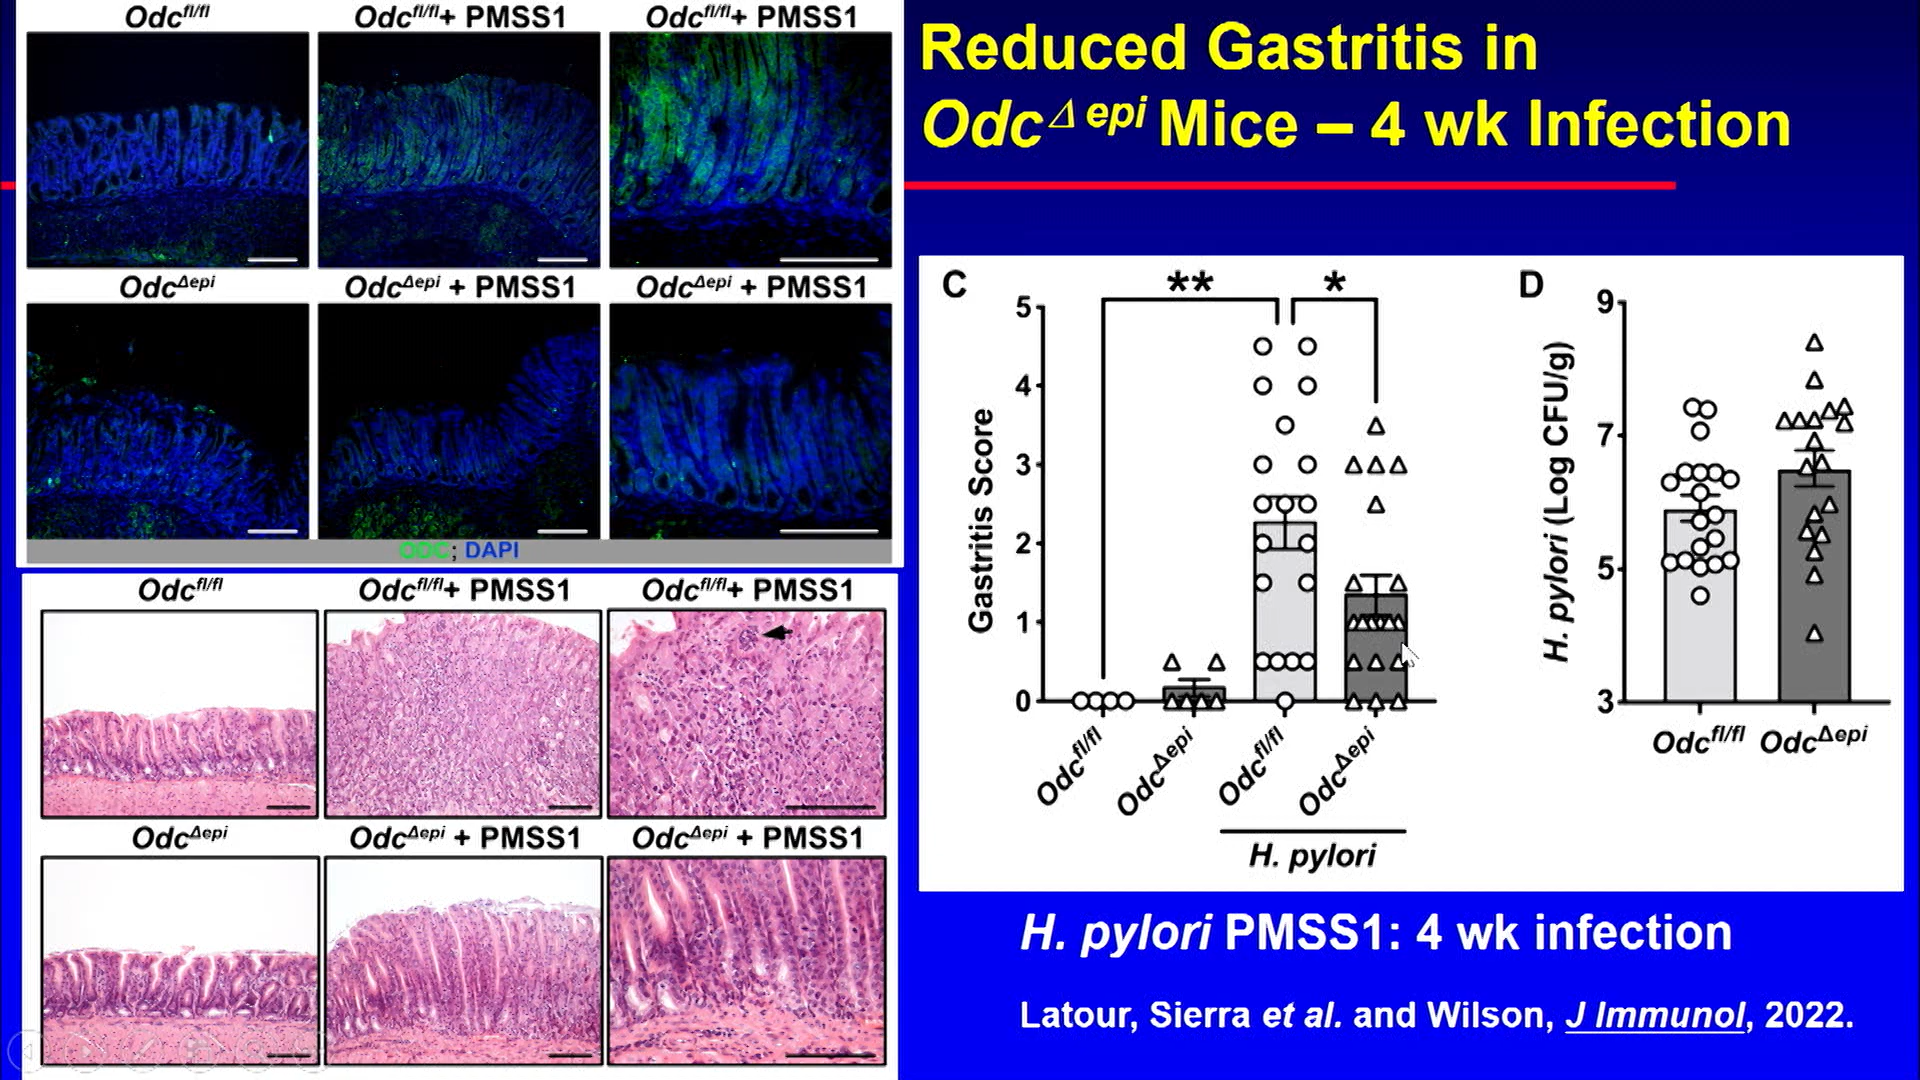 Odcfl/fl Odcfl/fl+ PMSS1 Odcfl/fl+ PMSS1
OdcΔepi OdcΔepi + PMSS1 OdcΔepi + PMSS1
ODC; DAPI
Odcfl/fl Odcfl/fl+ PMSS1 Odcfl/fl+ PMSS1
OdcΔepi OdcΔepi + PMSS1 OdcΔepi + PMSS1
Reduced Gastritis in
OdcΔ epi Mice – 4 wk Infection
C
** *
Gastritis Score
5
4
3
2
1
0
Odcfl/fl OdcΔepi Odcfl/fl OdcΔepi
H. pylori
D
H. pylori (Log CFU/g)
9
7
5
3
Odcfl/fl OdcΔepi
H. pylori PMSS1: 4 wk infection
Latour, Sierra et al. and Wilson, J Immunol, 2022.